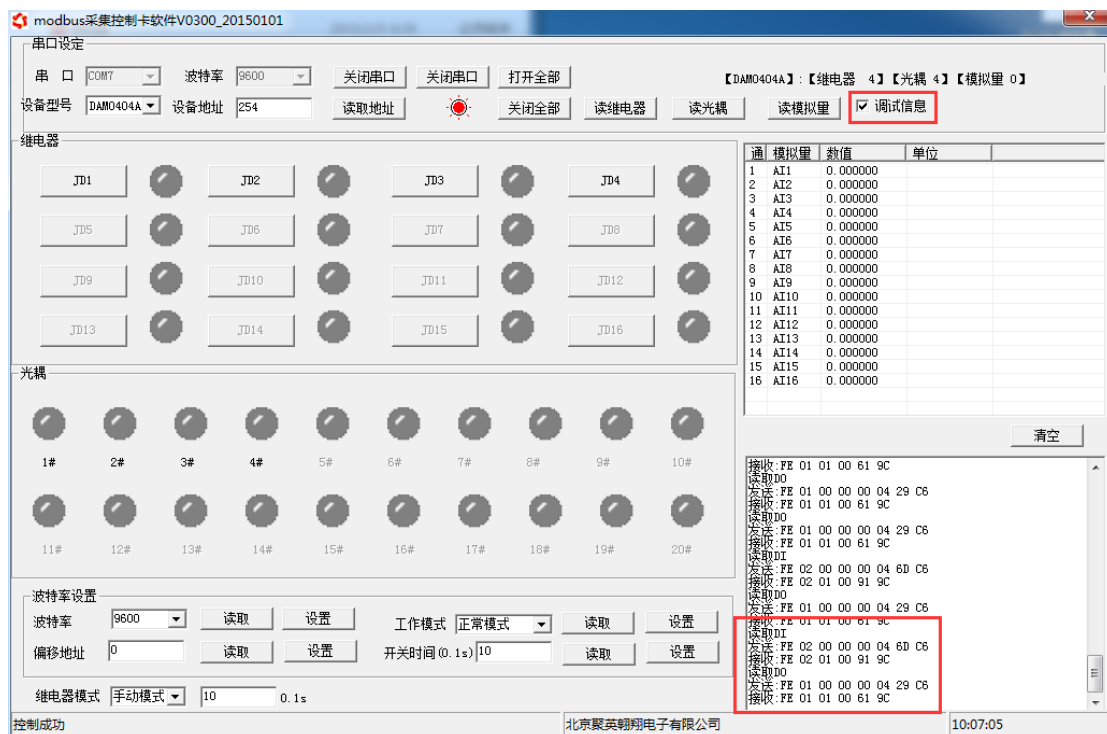 modbus采集控制卡软件V0300_20150101
串口设定
串 口 COM7 波特率 9600 关闭串口 关闭串口 打开全部 【DAM0404A】:【继电器 4】【光耦 4】【模拟量 0】
设备型号 DAM0404A 设备地址 254 读取地址 关闭全部 读继电器 读光耦 读模拟量 调试信息
继电器
JD1 JD2 JD3 JD4
JD5 JD6 JD7 JD8
JD9 JD10 JD11 JD12
JD13 JD14 JD15 JD16
通 模拟量 数值 单位
1 AI1 0.000000
2 AI2 0.000000
3 AI3 0.000000
4 AI4 0.000000
5 AI5 0.000000
6 AI6 0.000000
7 AI7 0.000000
8 AI8 0.000000
9 AI9 0.000000
10 AI10 0.000000
11 AI11 0.000000
12 AI12 0.000000
13 AI13 0.000000
14 AI14 0.000000
15 AI15 0.000000
16 AI16 0.000000
光耦
1# 2# 3# 4# 5# 6# 7# 8# 9# 10#
11# 12# 13# 14# 15# 16# 17# 18# 19# 20#
清空
接收:FE 01 01 00 61 9C
读取DO
发送:FE 01 00 00 00 04 29 C6
接收:FE 01 01 00 61 9C
读取DO
发送:FE 01 00 00 00 04 29 C6
接收:FE 01 01 00 61 9C
读取DI
发送:FE 02 00 00 00 04 6D C6
接收:FE 02 01 00 91 9C
读取DO
发送:FE 01 00 00 00 04 29 C6
接收:FE 01 01 00 61 9C
读取DI
发送:FE 02 00 00 00 04 6D C6
接收:FE 02 01 00 91 9C
读取DO
发送:FE 01 00 00 00 04 29 C6
接收:FE 01 01 00 61 9C
波特率设置
波特率 9600 读取 设置 工作模式 正常模式 读取 设置
偏移地址 0 读取 设置 开关时间(0.1s) 10 读取 设置
继电器模式 手动模式 10 0.1s
控制成功 北京聚英翱翔电子有限公司 10:07:05